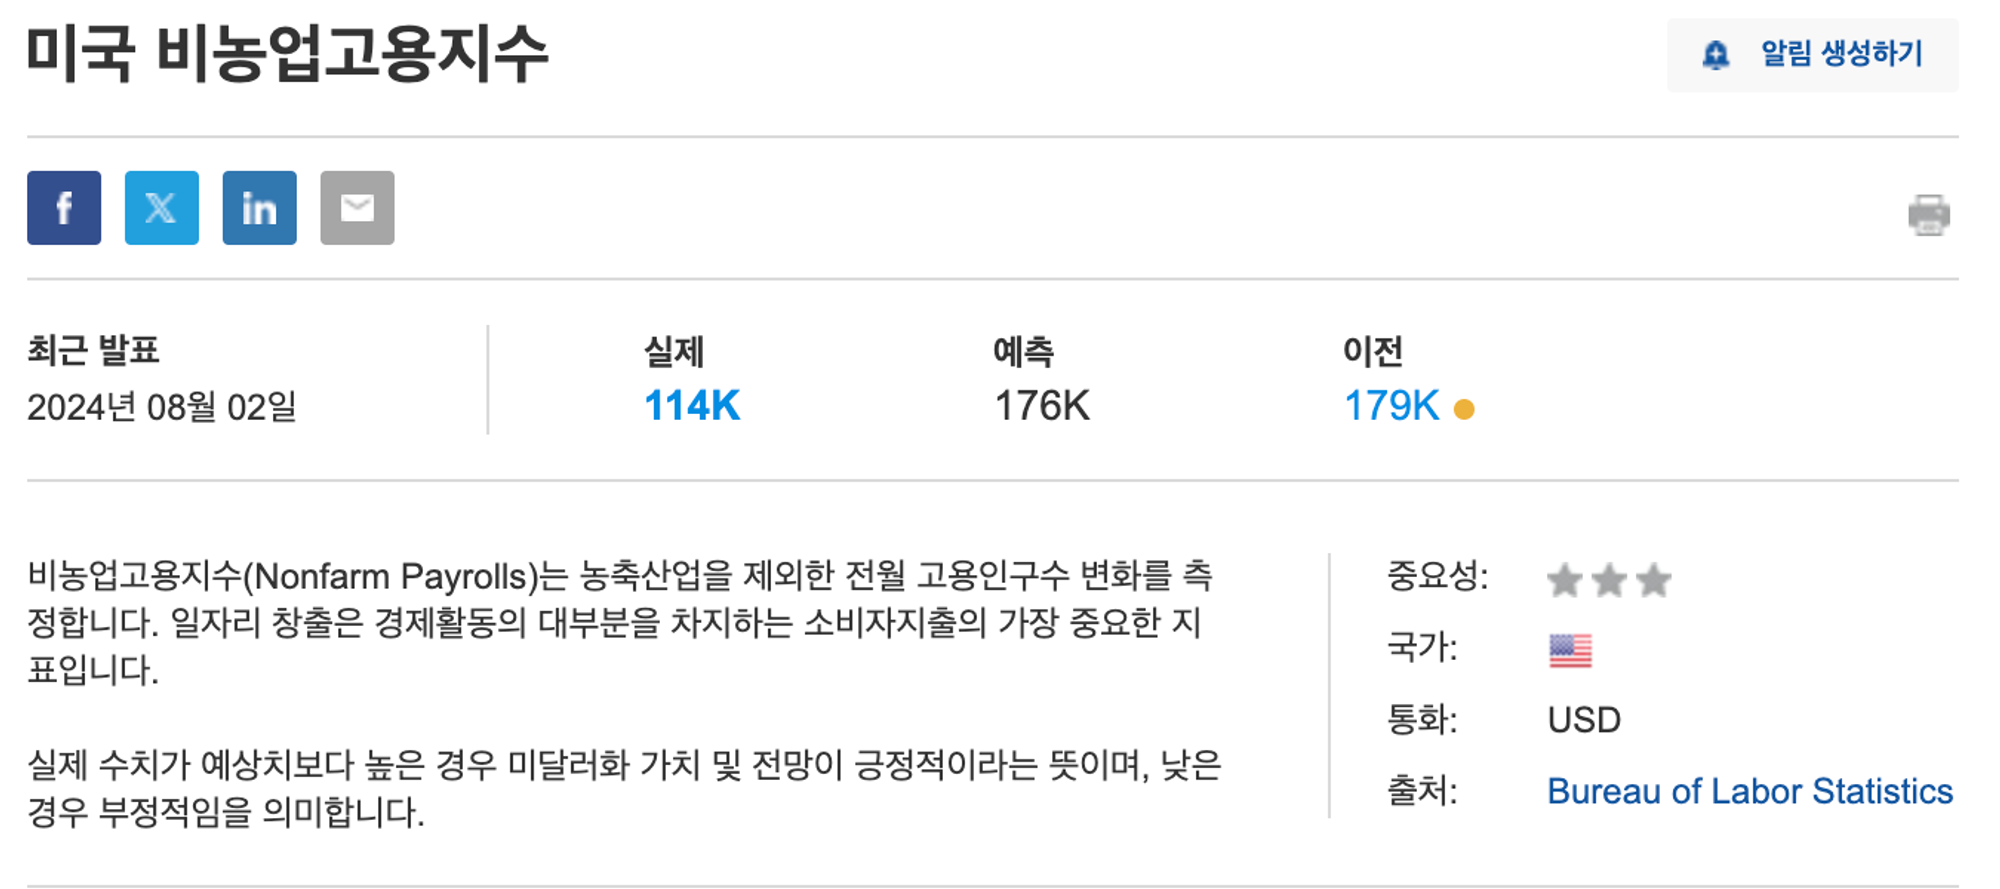 미국 비농업고용지수
알림 생성하기
f X in
최근 발표
2024년 08월 02일
실제
114K
예측
176K
이전
179K
비농업고용지수(Nonfarm Payrolls)는 농축산업을 제외한 전월 고용인구수 변화를 측
정합니다. 일자리 창출은 경제활동의 대부분을 차지하는 소비자지출의 가장 중요한 지
표입니다.
실제 수치가 예상치보다 높은 경우 미달러화 가치 및 전망이 긍정적이라는 뜻이며, 낮은
경우 부정적임을 의미합니다.
중요성:
국가:
통화: USD
출처: Bureau of Labor Statistics